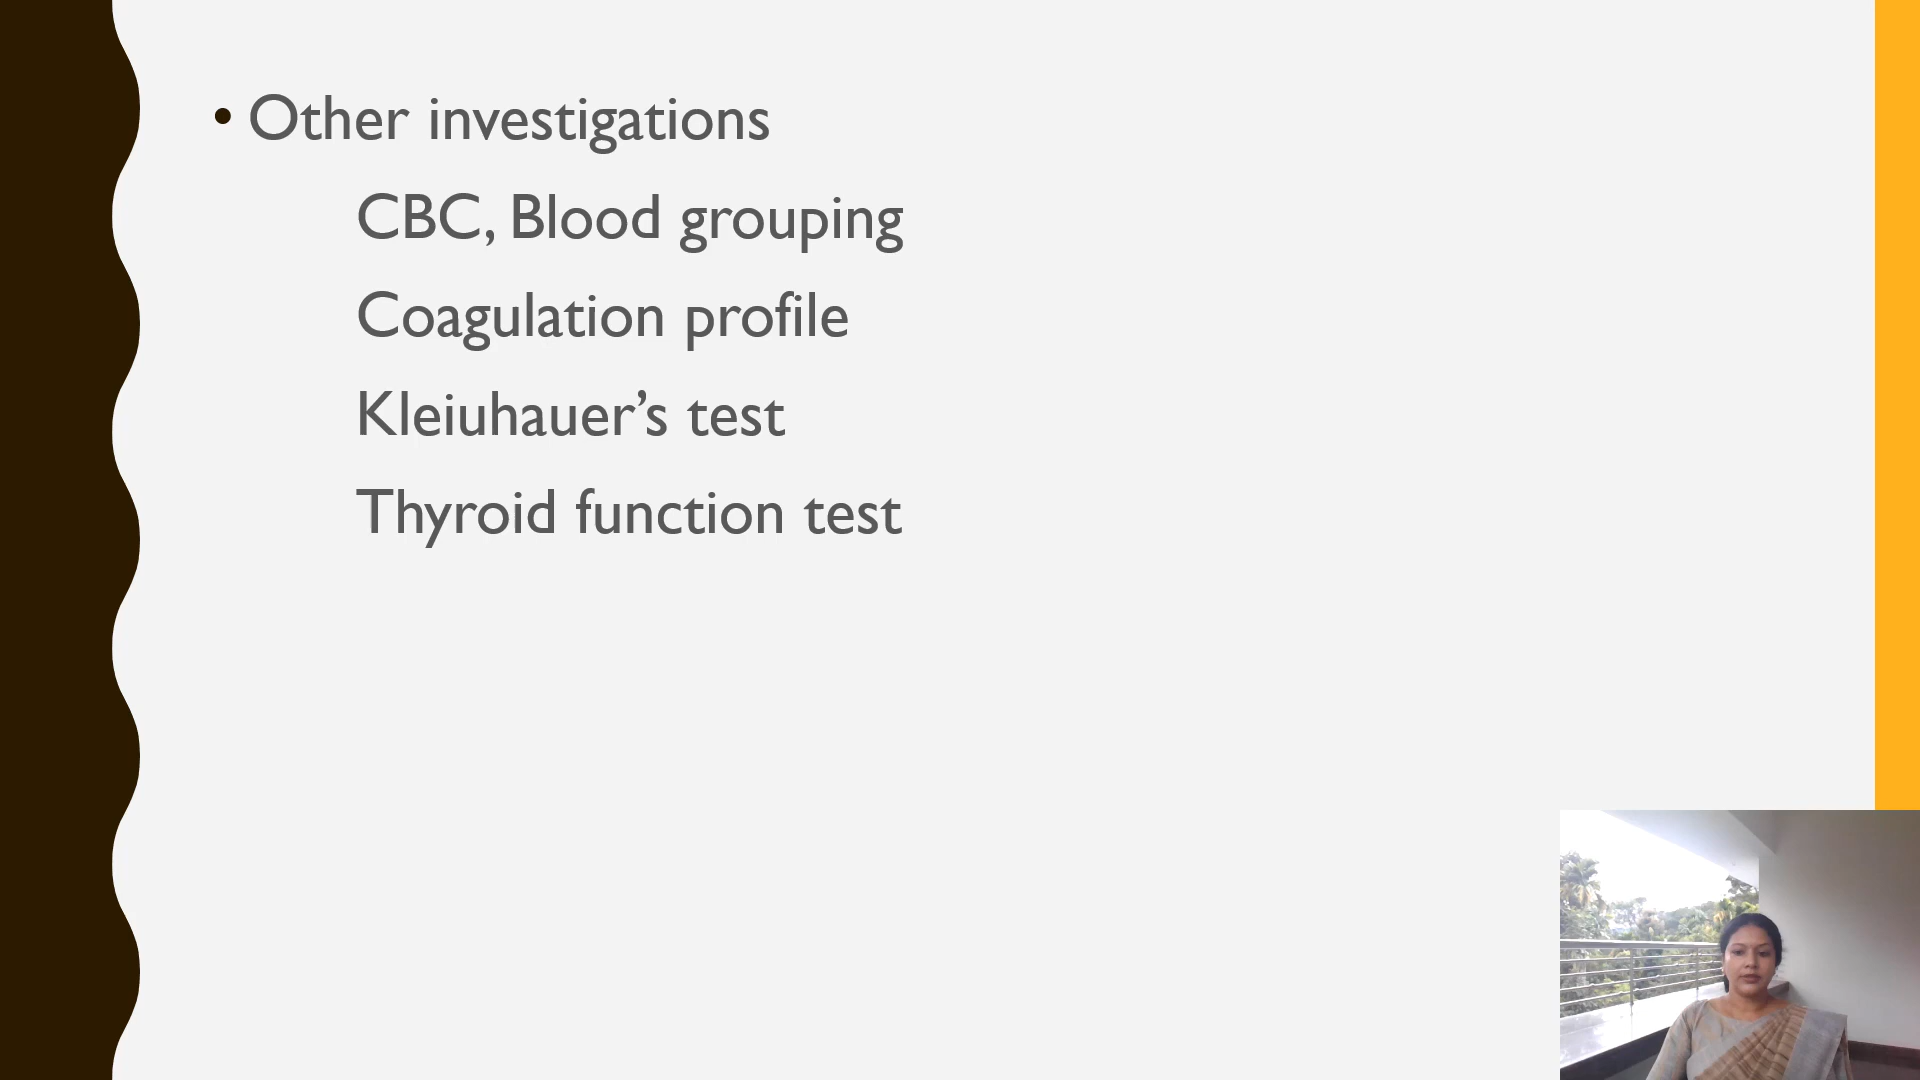 • Other investigations
CBC, Blood grouping
Coagulation profile
Kleiuhauer’s test
Thyroid function test